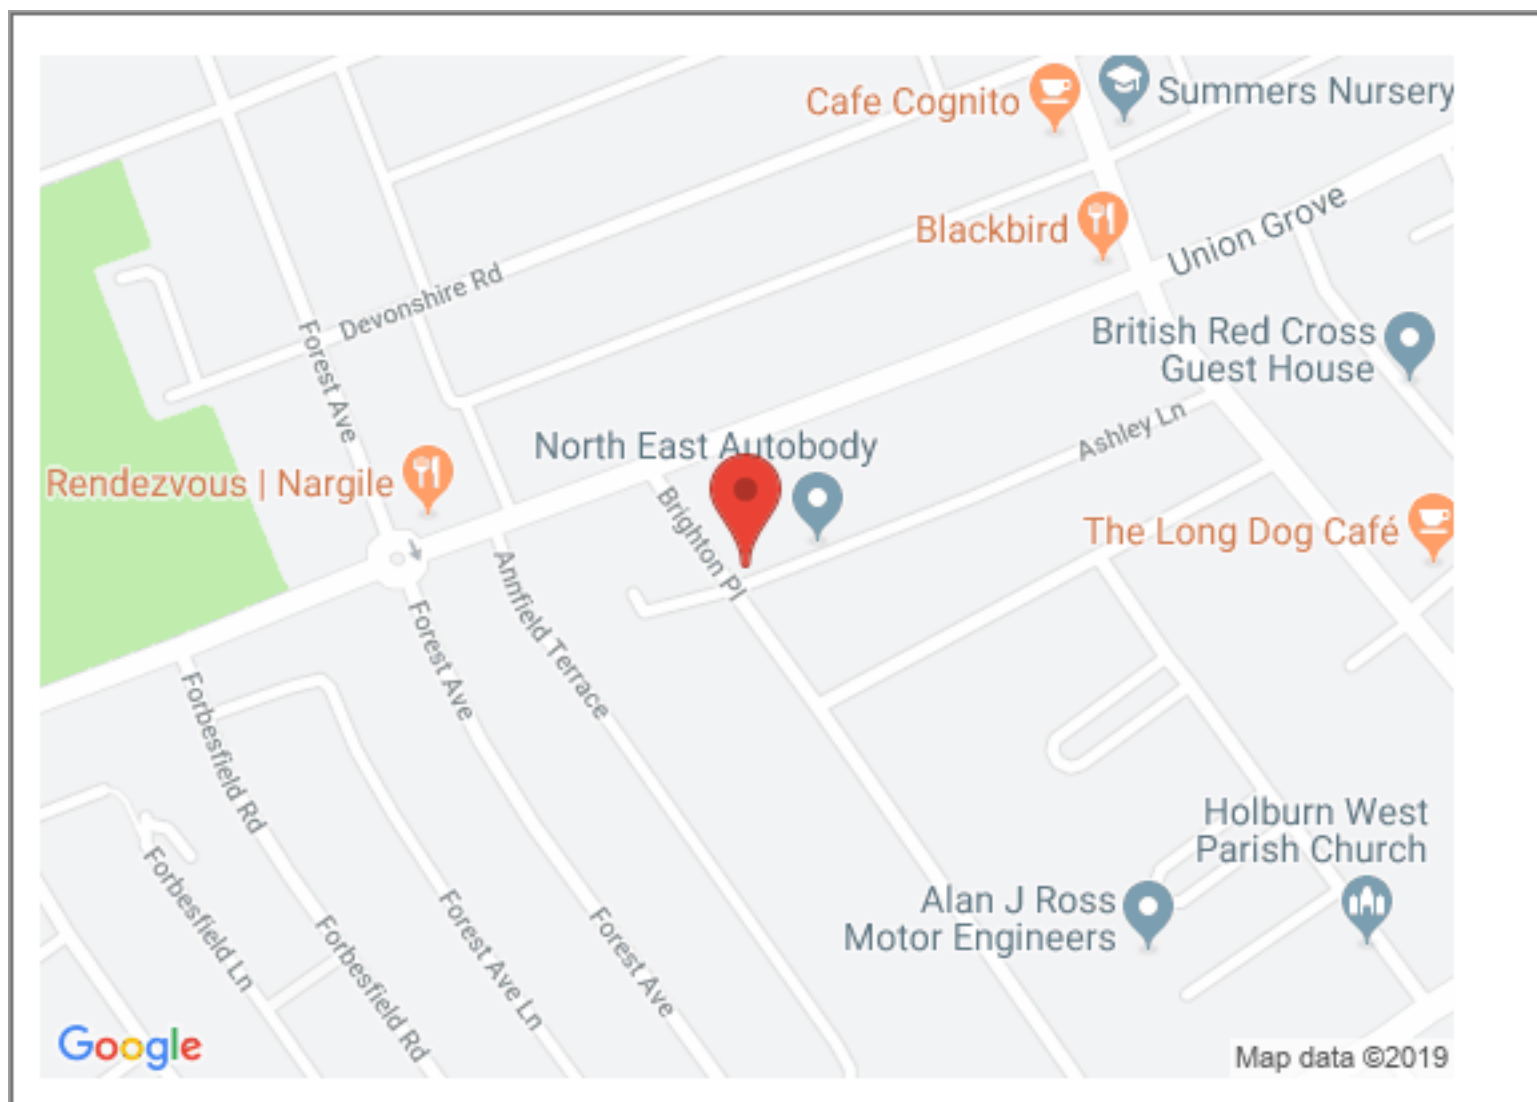 Cafe Cognito
Summers Nursery
Blackbird
Union Grove
Devonshire Rd
Forest Ave
British Red Cross
Guest House
Ashley Ln
North East Autobody
Rendezvous | Nargile
Brighton Pl
The Long Dog Café
Annfield Terrace
Forest Ave
Forbesfield Rd
Holburn West
Parish Church
Forbesfield Ln
Forest Ave Ln
Alan J Ross
Motor Engineers
Forbesfield Rd
Forest Ave
Google
Map data ©2019